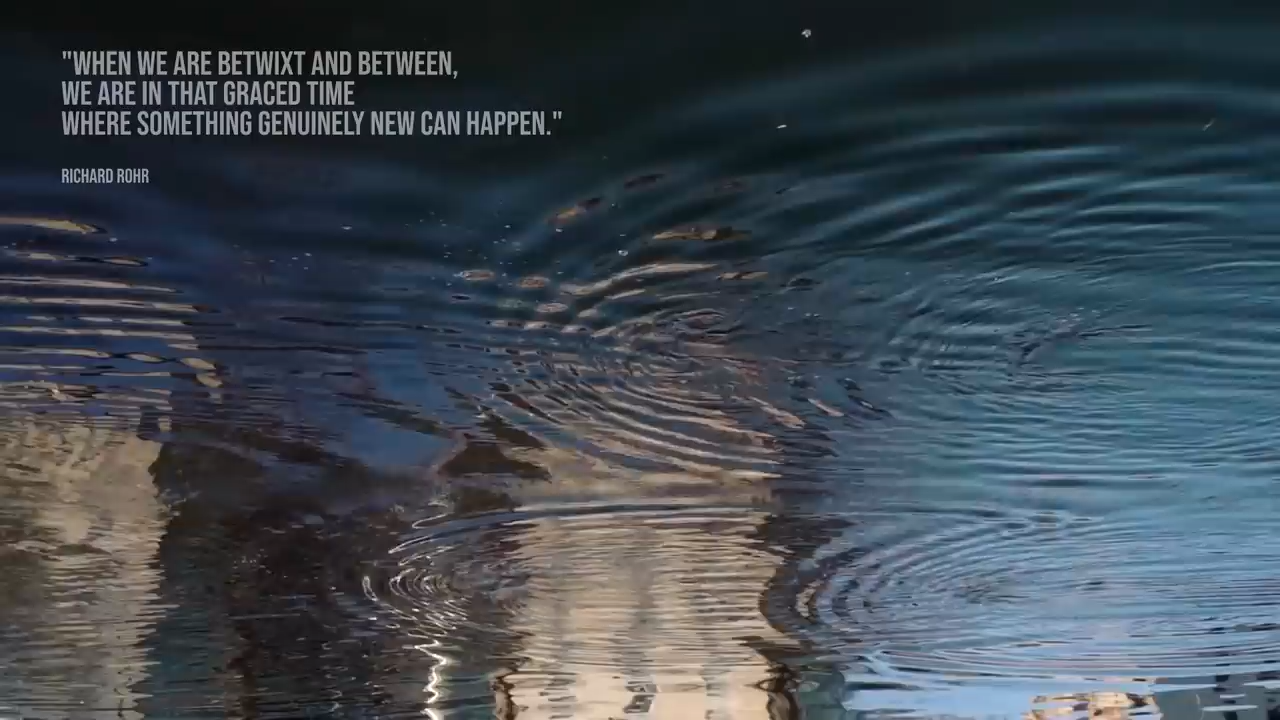 "WHEN WE ARE BETWIXT AND BETWEEN,
WE ARE IN THAT GRACED TIME
WHERE SOMETHING GENUINELY NEW CAN HAPPEN."
RICHARD ROHR